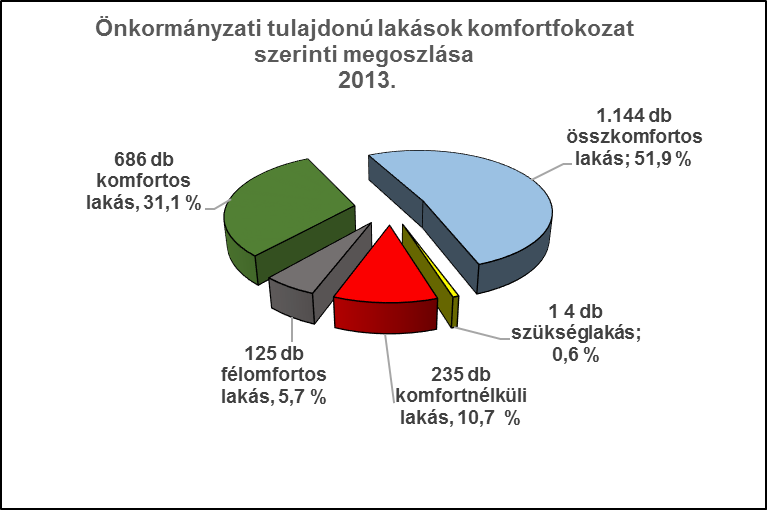 Önkormányzati tulajdonú lakások komfortfokozat
szerinti megoszlása
2013.
1.144 db
összkomfortos
lakás; 51,9 %
686 db
komfortos
lakás, 31,1 %
1 4 db
szükséglakás;
0,6 %
125 db
félomfortos
lakás, 5,7 %
235 db
komfortnélküli
lakás, 10,7  %